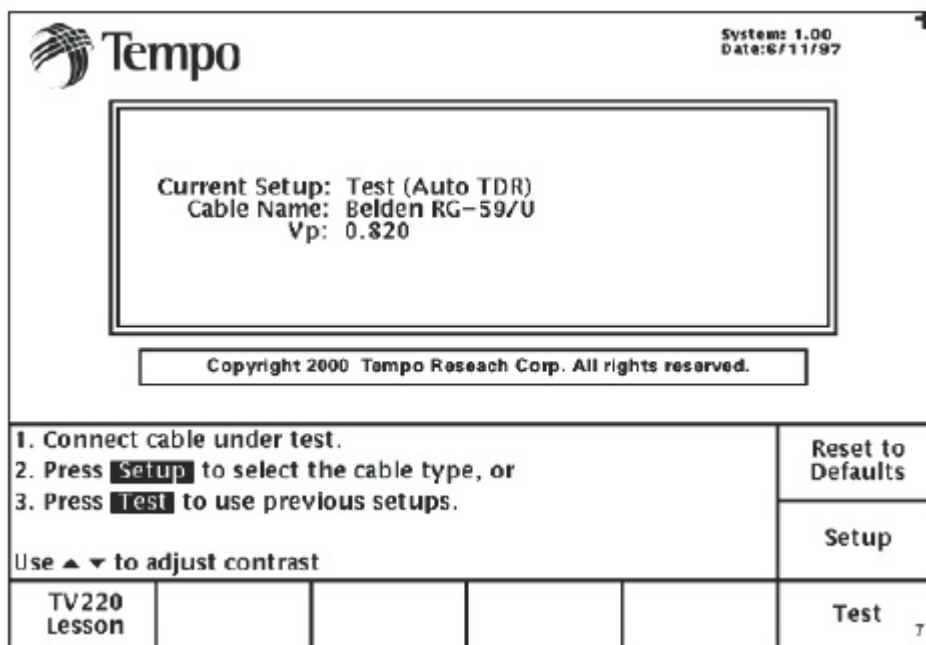 Tempo
System: 1.00
Date:6/11/97
Current Setup: Test (Auto TDR)
Cable Name: Belden RG-59/U
Vp: 0.820
Copyright 2000 Tempo Reseach Corp. All rights reserved.
1. Connect cable under test.
2. Press Setup to select the cable type, or
3. Press Test to use previous setups.
Use ▲ ▼ to adjust contrast
Reset to
Defaults
Setup
TV220
Lesson
Test